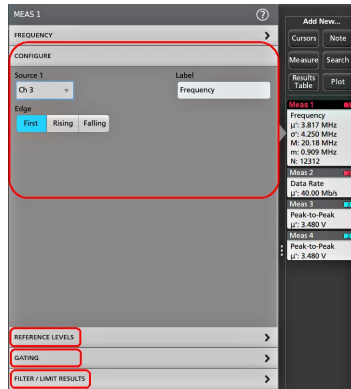 MEAS 1
?
FREQUENCY
CONFIGURE
Source 1
Label
Ch 3
Frequency
Edge
First Rising Falling
REFERENCE LEVELS
GATING
FILTER / LIMIT RESULTS
Add New...
Cursors Note
Measure Search
Results Table
Plot
Meas 1
Frequency
µ': 3.817 MHz
σ': 4.250 MHz
M: 20.18 MHz
m: 0.909 MHz
N: 12312
Meas 2
Data Rate
µ': 40.00 Mb/s
Meas 3
Peak-to-Peak
µ': 3.480 V
Meas 4
Peak-to-Peak
µ': 3.480 V